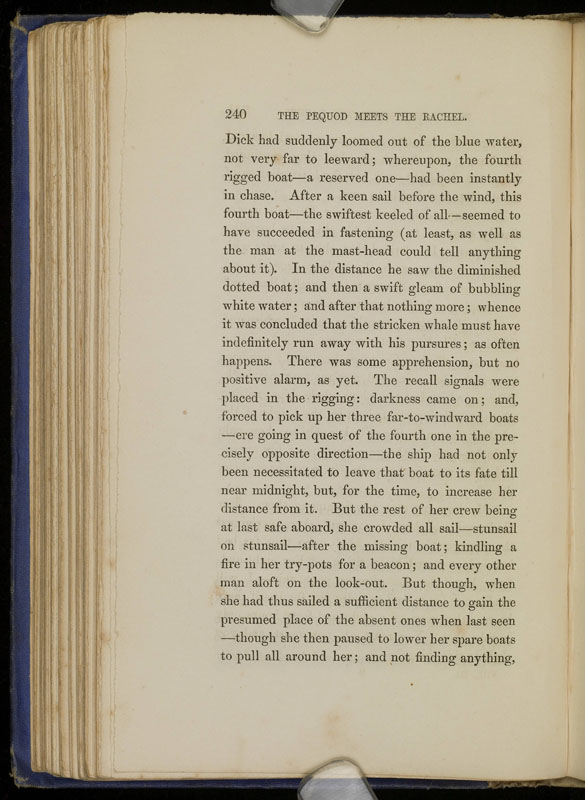 240 THE PEQUOD MEETS THE RACHEL.
Dick had suddenly loomed out of the blue water,
not very far to leeward; whereupon, the fourth
rigged boat—a reserved one—had been instantly
in chase. After a keen sail before the wind, this
fourth boat—the swiftest keeled of all—seemed to
have succeeded in fastening (at least, as well as
the man at the mast-head could tell anything
about it). In the distance he saw the diminished
dotted boat; and then a swift gleam of bubbling
white water; and after that nothing more; whence
it was concluded that the stricken whale must have
indefinitely run away with his pursures; as often
happens. There was some apprehension, but no
positive alarm, as yet. The recall signals were
placed in the rigging: darkness came on; and,
forced to pick up her three far-to-windward boats
—ere going in quest of the fourth one in the pre-
cisely opposite direction—the ship had not only
been necessitated to leave that boat to its fate till
near midnight, but, for the time, to increase her
distance from it. But the rest of her crew being
at last safe aboard, she crowded all sail—stunsail
on stunsail—after the missing boat; kindling a
fire in her try-pots for a beacon; and every other
man aloft on the look-out. But though, when
she had thus sailed a sufficient distance to gain the
presumed place of the absent ones when last seen
—though she then paused to lower her spare boats
to pull all around her; and not finding anything,